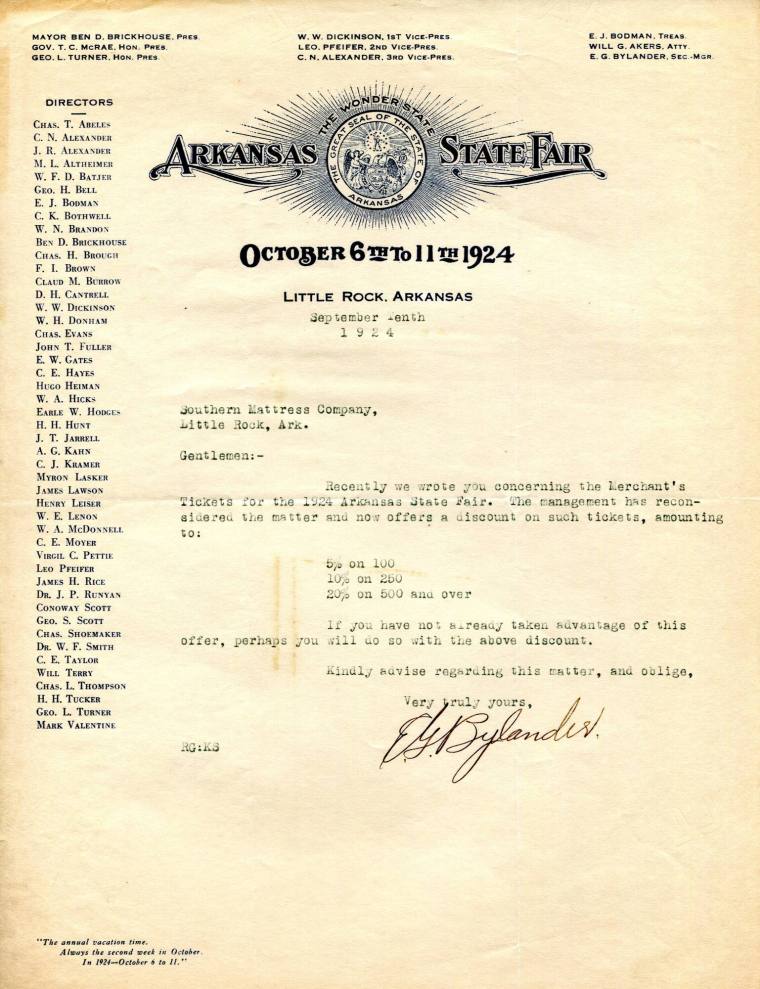 MAYOR BEN D. BRICKHOUSE, PRES.
GOV. T. C. McRAE, HON. PRES.
GEO. L. TURNER, HON. PRES.
W. W. DICKINSON, 1ST VICE-PRES.
LEO. PFEIFER, 2ND VICE-PRES.
C. N. ALEXANDER, 3RD VICE-PRES.
E. J. BODMAN, TREAS.
WILL G. AKERS, ATTY.
E. G. BYLANDER, SEC.-MGR.
THE WONDER STATE
ARKANSAS STATE FAIR
THE GREAT SEAL OF THE STATE OF ARKANSAS
OCTOBER 6TH TO 11TH 1924
LITTLE ROCK, ARKANSAS
DIRECTORS
CHAS. T. ABELES
C. N. ALEXANDER
J. R. ALEXANDER
M. L. ALTHEIMER
W. F. D. BATJER
GEO. H. BELL
E. J. BODMAN
C. K. BOTHWELL
W. N. BRANDON
BEN D. BRICKHOUSE
CHAS. H. BROUGH
F. I. BROWN
CLAUD M. BURROW
D. H. CANTRELL
W. W. DICKINSON
W. H. DONHAM
CHAS. EVANS
JOHN T. FULLER
E. W. GATES
C. E. HAYES
HUGO HEIMAN
W. A. HICKS
EARLE W. HODGES
H. H. HUNT
J. T. JARRELL
A. G. KAHN
C. J. KRAMER
MYRON LASKER
JAMES LAWSON
HENRY LEISER
W. E. LENON
W. A. McDONNELL
C. E. MOYER
VIRGIL C. PETTIE
LEO PFEIFER
JAMES H. RICE
DR. J. P. RUNYAN
CONOWAY SCOTT
GEO. S. SCOTT
CHAS. SHOEMAKER
DR. W. F. SMITH
C. E. TAYLOR
WILL TERRY
CHAS. L. THOMPSON
H. H. TUCKER
GEO. L. TURNER
MARK VALENTINE
September Tenth
1 9 2 4
Southern Mattress Company,
Little Rock, Ark.
Gentlemen:-
Recently we wrote you concerning the Merchant's
Tickets for the 1924 Arkansas State Fair. The management has recon-
sidered the matter and now offers a discount on such tickets, amounting
to:
5% on 100
10% on 250
20% on 500 and over
If you have not already taken advantage of this
offer, perhaps you will do so with the above discount.
Kindly advise regarding this matter, and oblige,
Very truly yours,
E. G. Bylander.
RG:KS
"The annual vacation time.
Always the second week in October.
In 1924—October 6 to 11."